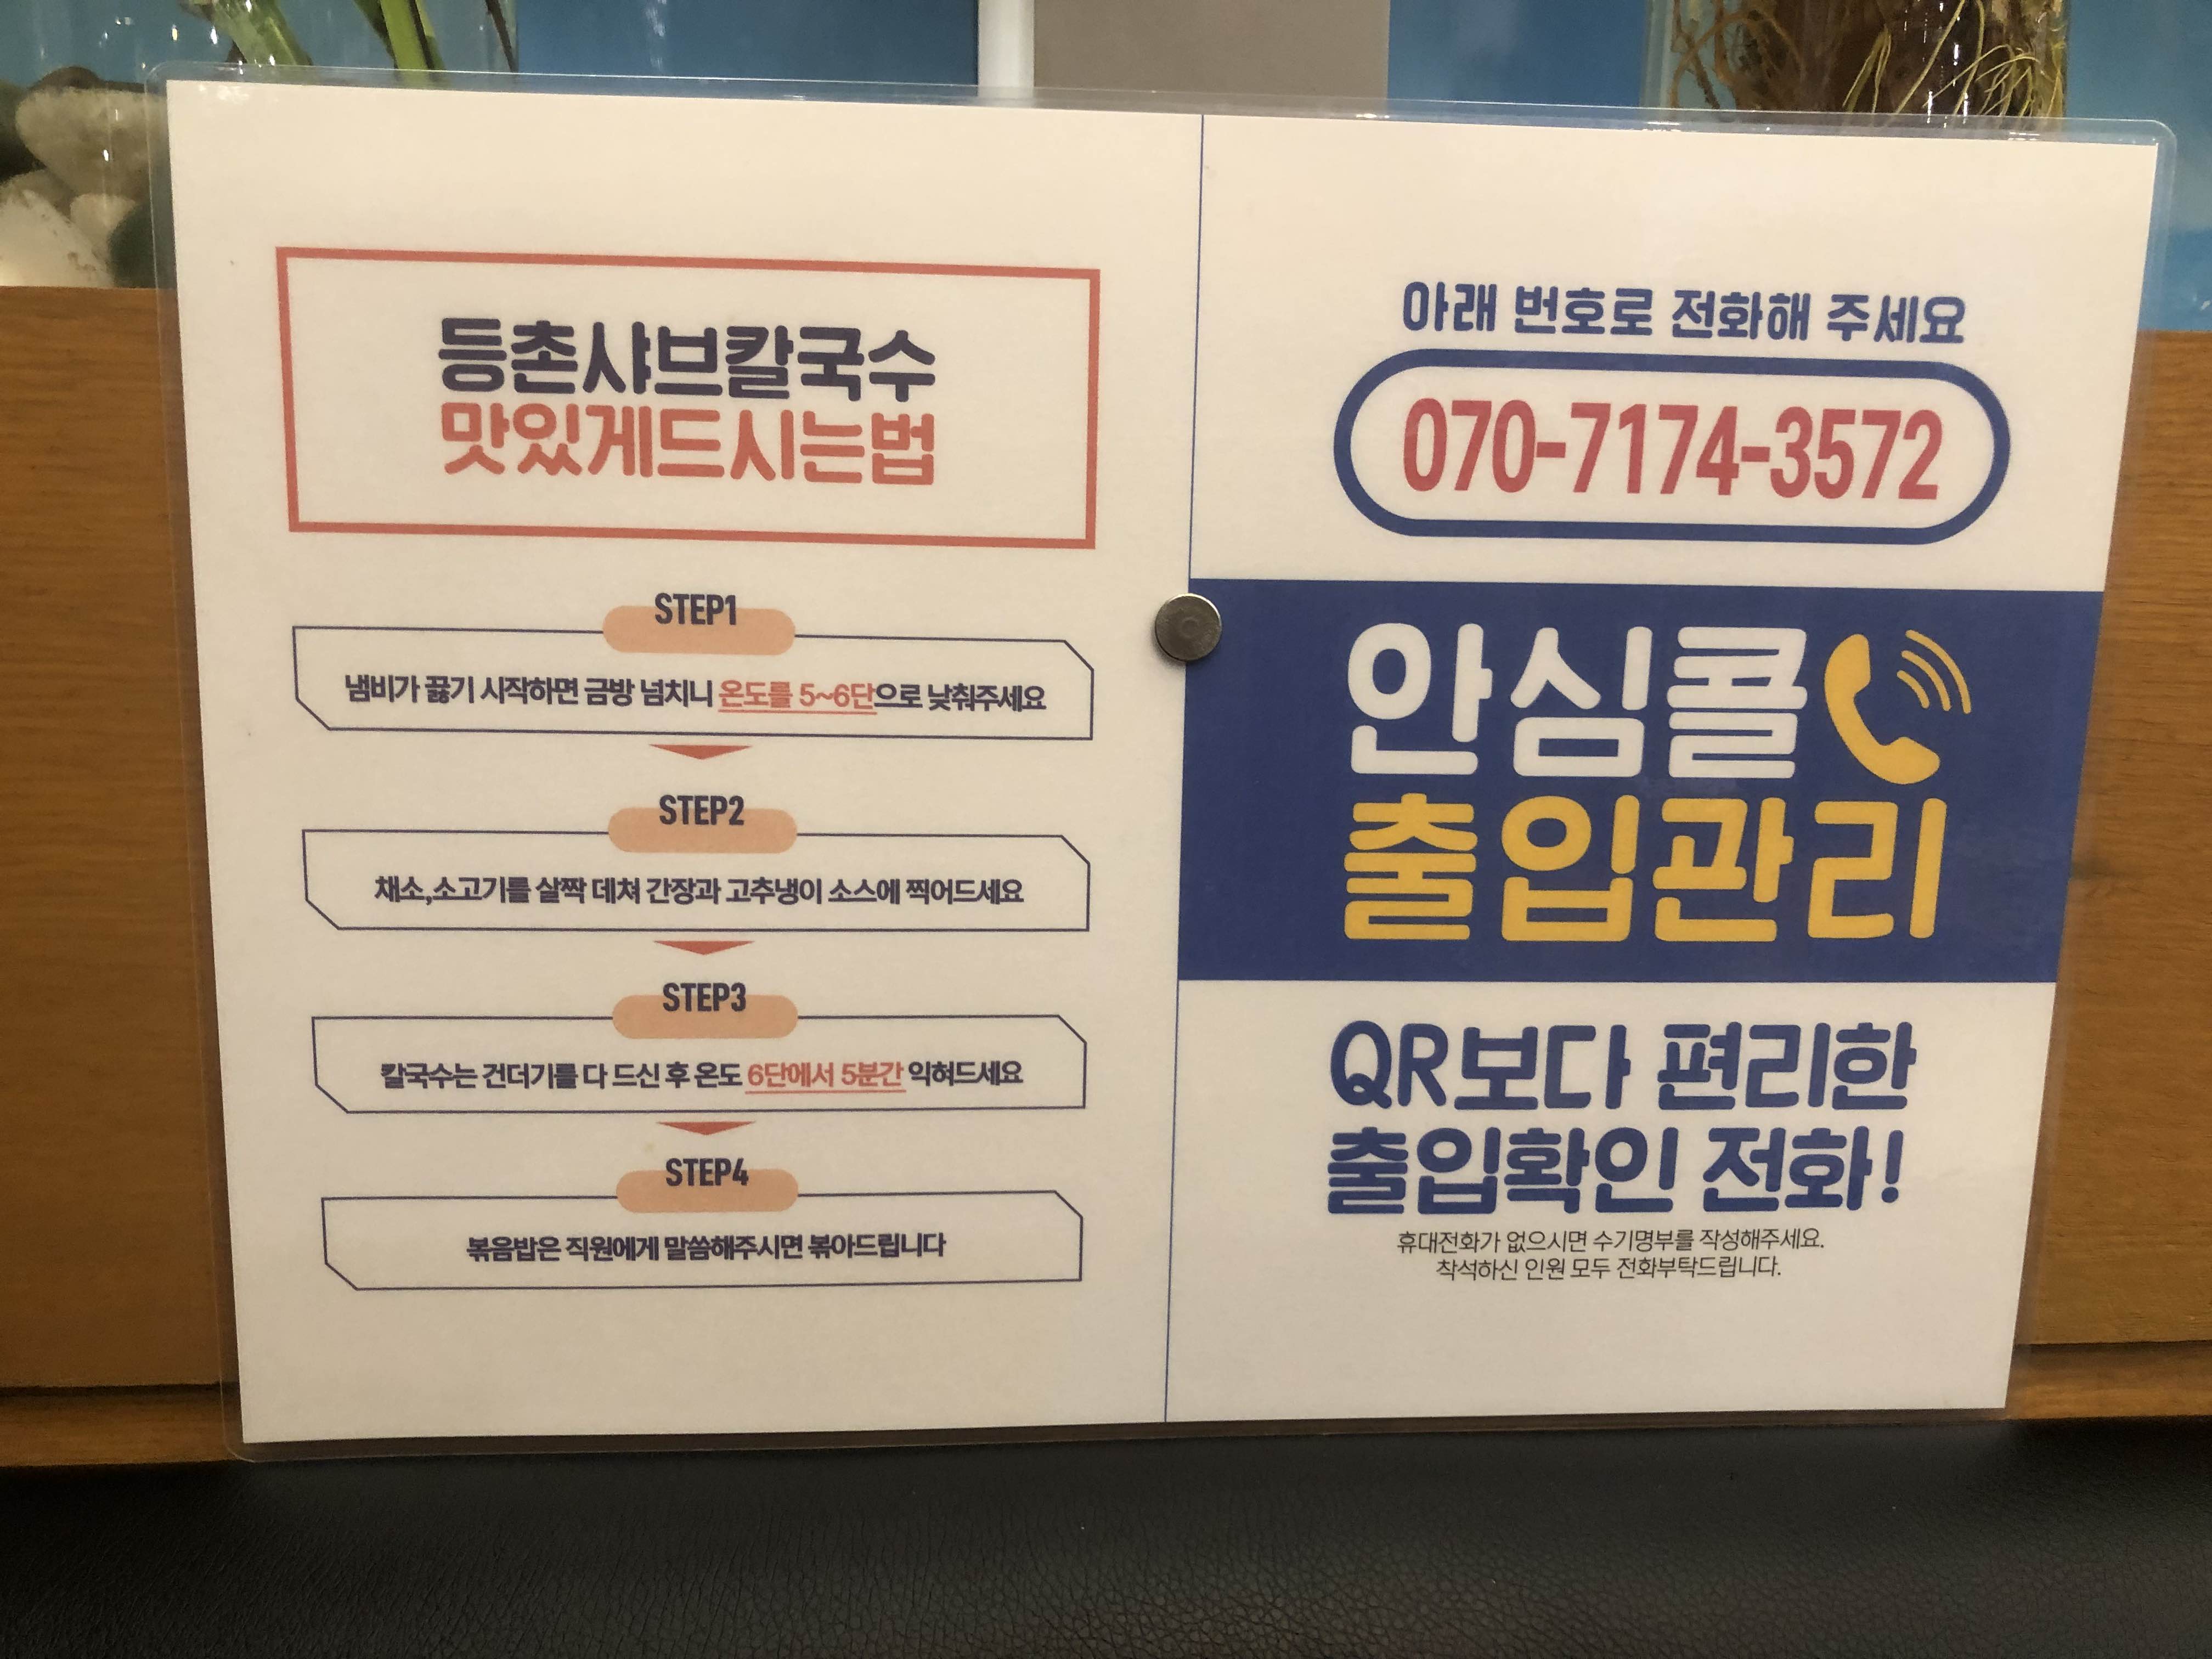 등촌샤브칼국수
맛있게드시는법
STEP1
냄비가 끓기 시작하면 금방 넘치니 온도를 5~6단으로 낮춰주세요
STEP2
채소,소고기를 살짝 데쳐 간장과 고추냉이 소스에 찍어드세요
STEP3
칼국수는 건더기를 다 드신 후 온도 6단에서 5분간 익혀드세요
STEP4
볶음밥은 직원에게 말씀해주시면 볶아드립니다
아래 번호로 전화해 주세요
070-7174-3572
안심콜
출입관리
QR보다 편리한
출입확인 전화!
휴대전화가 없으시면 수기명부를 작성해주세요.
착석하신 인원 모두 전화부탁드립니다.